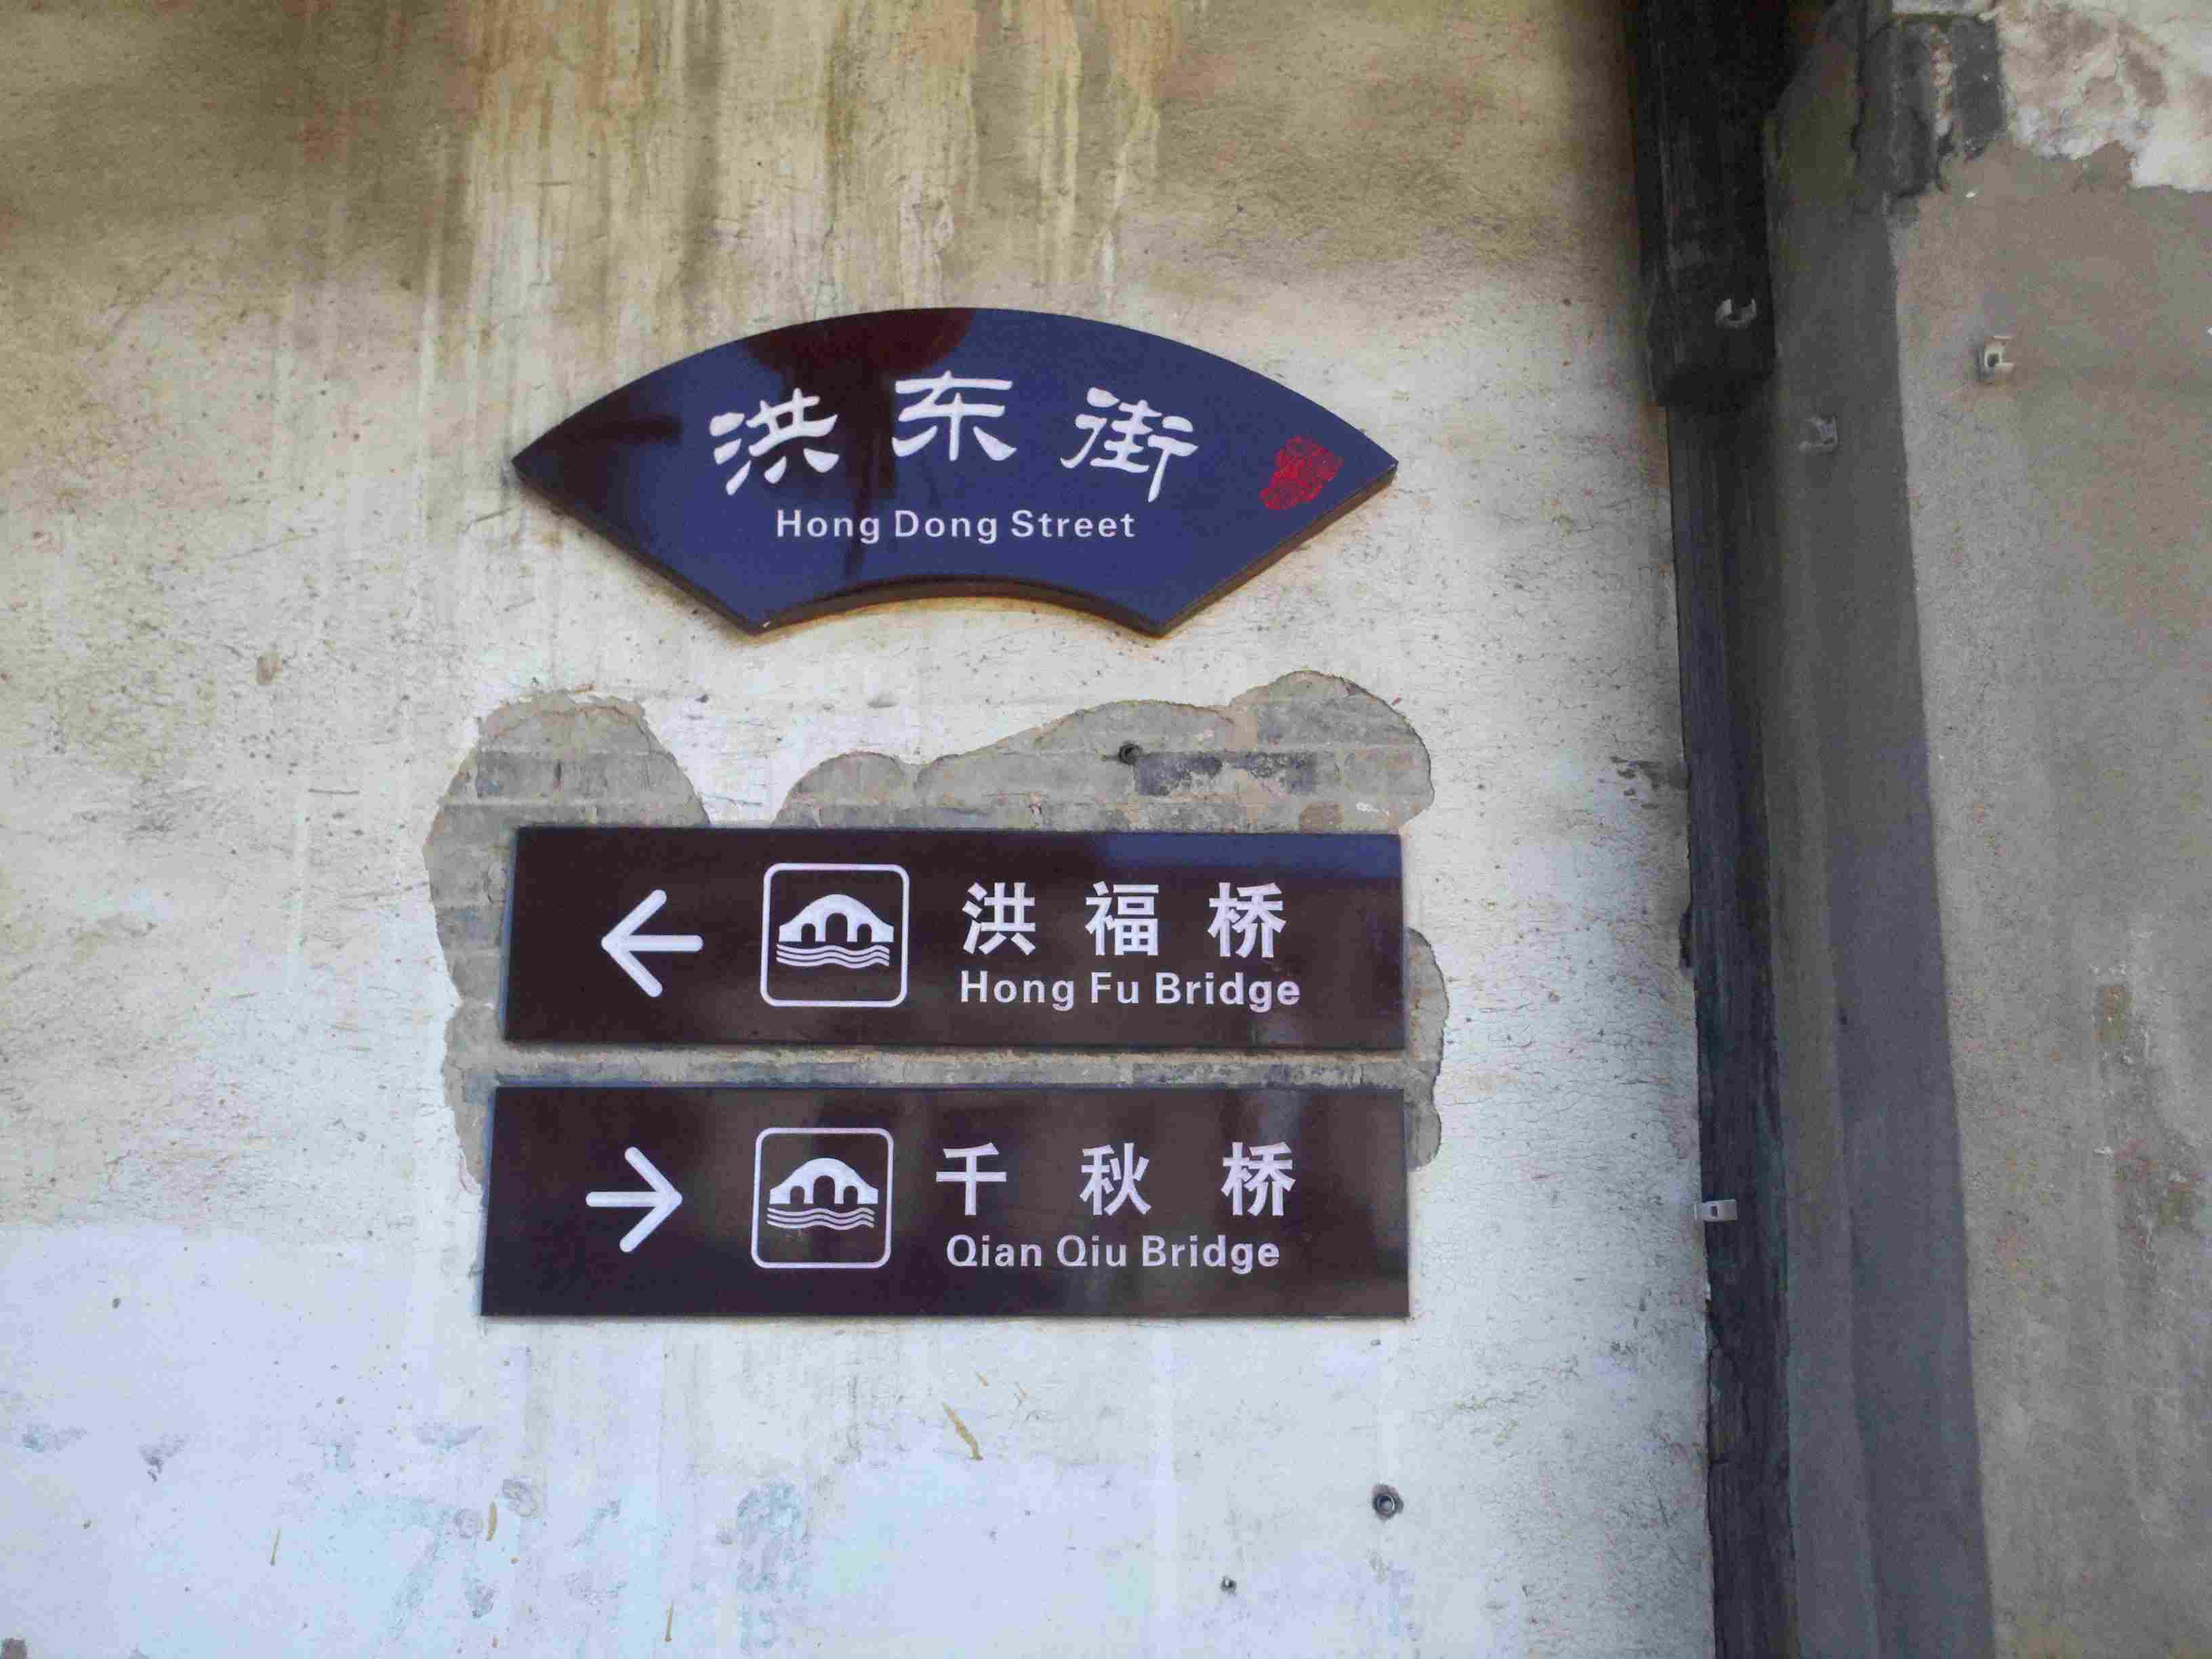 洪东街
Hong Dong Street
洪福桥
Hong Fu Bridge
千秋桥
Qian Qiu Bridge